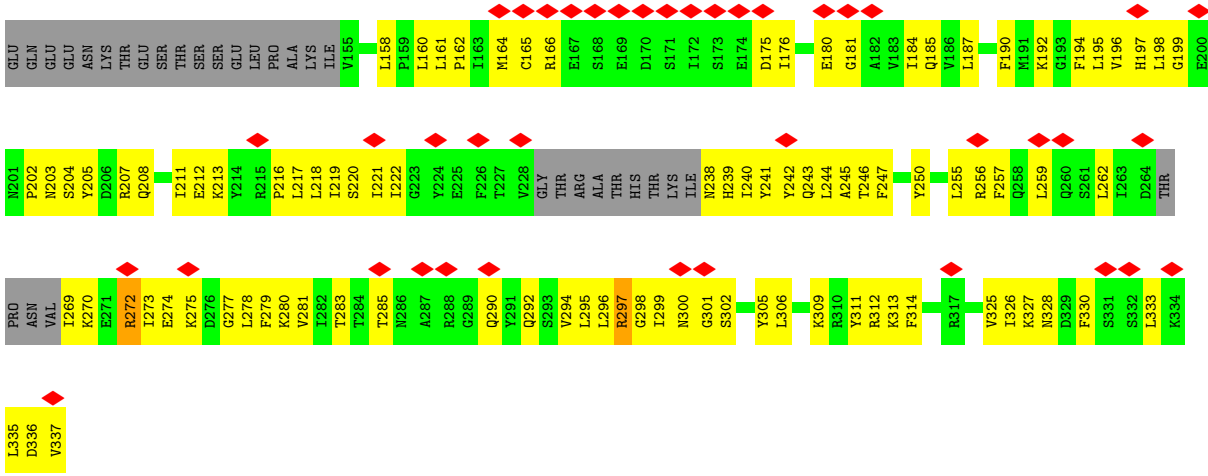 GLU GLN GLU GLU ASN LYS THR GLU SER THR SER SER GLU LEU PRO ALA LYS ILE V155 L158 P159 L160 L161 P162 I163 M164 C165 R166 E167 S168 E169 D170 S171 I172 S173 E174 D175 I176 E180 G181 A182 V183 I184 Q185 V186 L187 F190 M191 K192 G193 F194 L195 V196 H197 L198 G199 E200
N201 P202 N203 S204 Y205 D206 R207 Q208 I211 E212 K213 Y214 R215 P216 L217 L218 I219 S220 I221 I222 G223 Y224 E225 F226 T227 V228 GLY THR ARG ALA THR HIS THR LYS ILE N238 H239 I240 Y241 Y242 Q243 L244 A245 T246 F247 Y250 L255 R256 F257 Q258 L259 Q260 S261 L262 I263 D264 THR
PRO ASN VAL I269 K270 E271 R272 I273 E274 K275 D276 G277 L278 F279 K280 V281 I282 T283 T284 T285 N286 A287 R288 G289 Q290 Y291 Q292 S293 V294 L295 L296 R297 G298 I299 N300 G301 S302 Y305 L306 K309 R310 Y311 R312 K313 F314 R317 V325 I326 K327 N328 D329 F330 S331 S332 L333 K334
L335 D336 V337